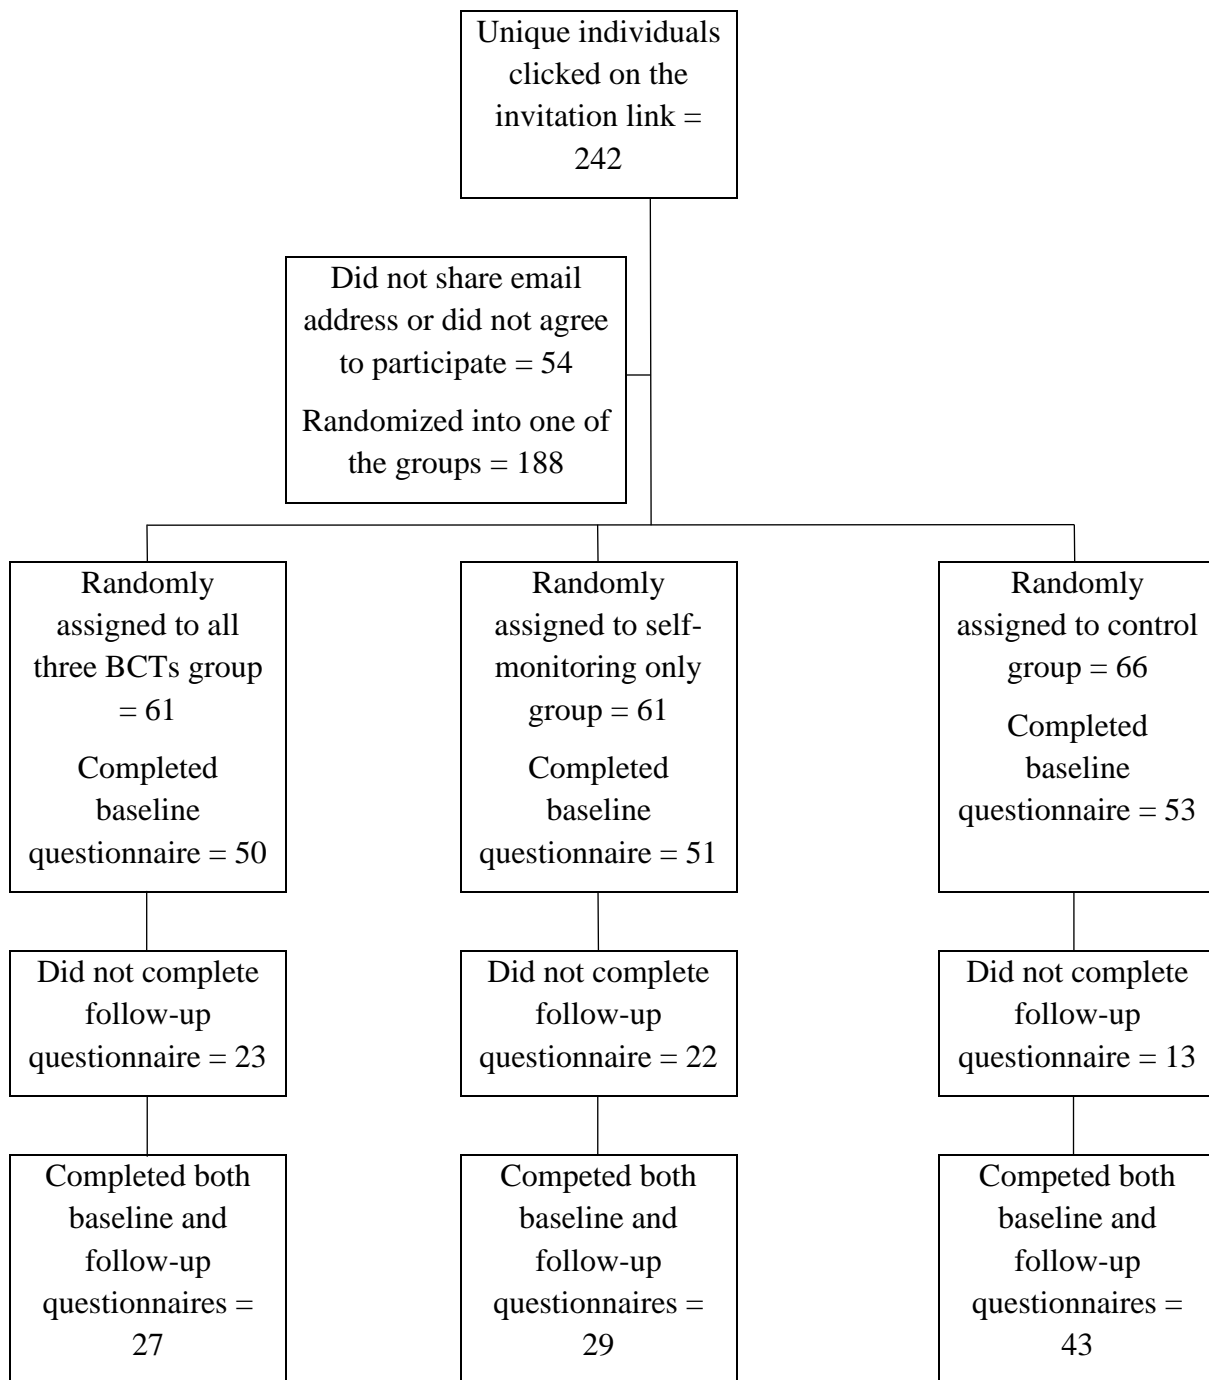 Unique individuals
clicked on the
invitation link =
242
Did not share email
address or did not agree
to participate = 54
Randomized into one of
the groups = 188
Randomly
assigned to all
three BCTs group
= 61
Completed
baseline
questionnaire = 50
Randomly
assigned to self-
monitoring only
group = 61
Completed
baseline
questionnaire = 51
Randomly
assigned to control
group = 66
Completed
baseline
questionnaire = 53
Did not complete
follow-up
questionnaire = 23
Did not complete
follow-up
questionnaire = 22
Did not complete
follow-up
questionnaire = 13
Completed both
baseline and
follow-up
questionnaires =
27
Competed both
baseline and
follow-up
questionnaires =
29
Competed both
baseline and
follow-up
questionnaires =
43